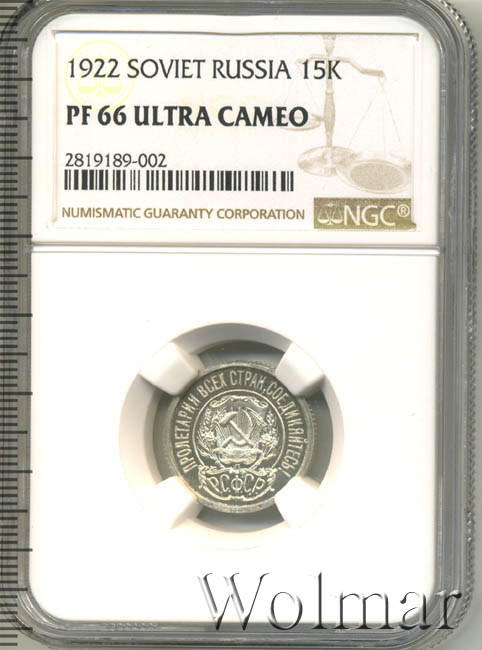 1922 SOVIET RUSSIA 15K
PF 66 ULTRA CAMEO
2819189-002
NUMISMATIC GUARANTY CORPORATION
NGC®
ПРОЛЕТАРИИ ВСЕХ СТРАН, СОЕДИНЯЙТЕСЬ!
Р.С.Ф.С.Р.
Wolmar